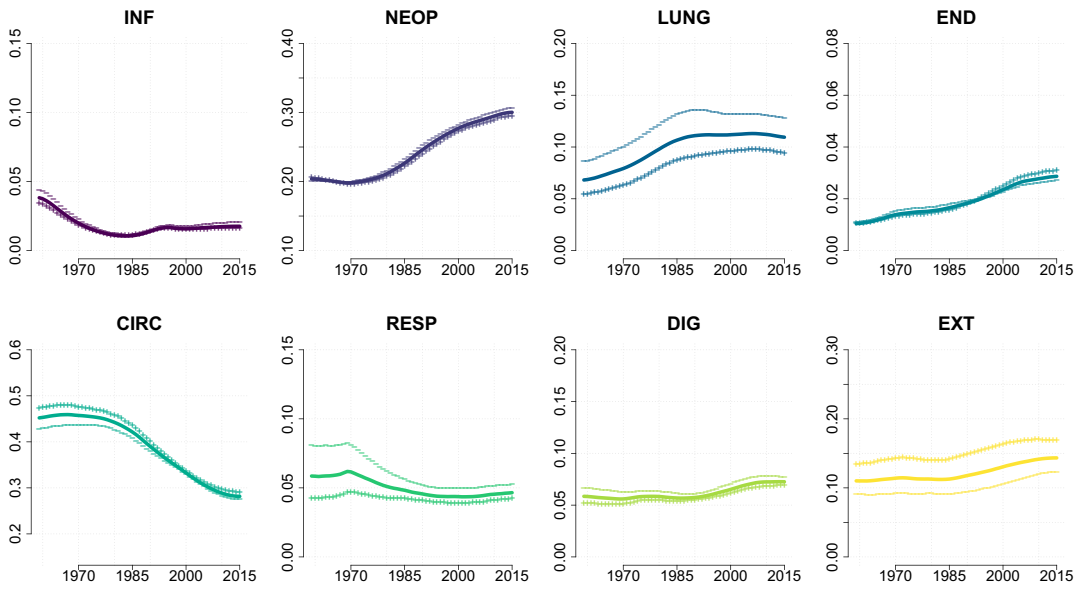 INF NEOP LUNG END
0.15 0.40 0.20 0.08
0.10 0.30 0.15 0.06
0.05 0.20 0.10 0.04
0.00 0.10 0.05 0.02
0.00 0.00
1970 1985 2000 2015 1970 1985 2000 2015 1970 1985 2000 2015 1970 1985 2000 2015
CIRC RESP DIG EXT
0.6 0.15 0.20 0.30
0.5 0.10 0.15 0.20
0.4 0.05 0.10 0.10
0.3 0.00 0.05 0.00
0.2 0.00
1970 1985 2000 2015 1970 1985 2000 2015 1970 1985 2000 2015 1970 1985 2000 2015